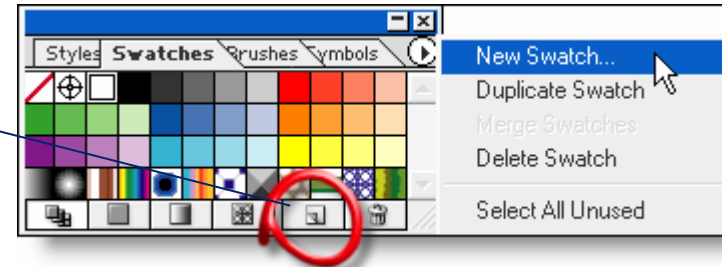 Styles Swatches Brushes Symbols
New Swatch...
Duplicate Swatch
Merge Swatches
Delete Swatch
Select All Unused